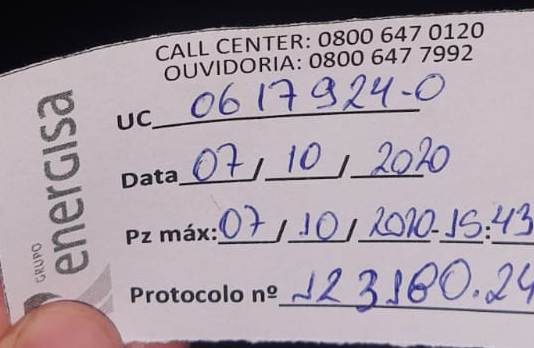 CALL CENTER: 0800 647 0120
OUVIDORIA: 0800 647 7992
GRUPO
energisa
UC 0617924-0
Data 07/10/2020
Pz máx: 07/10/2020-15:43
Protocolo nº 123180.24